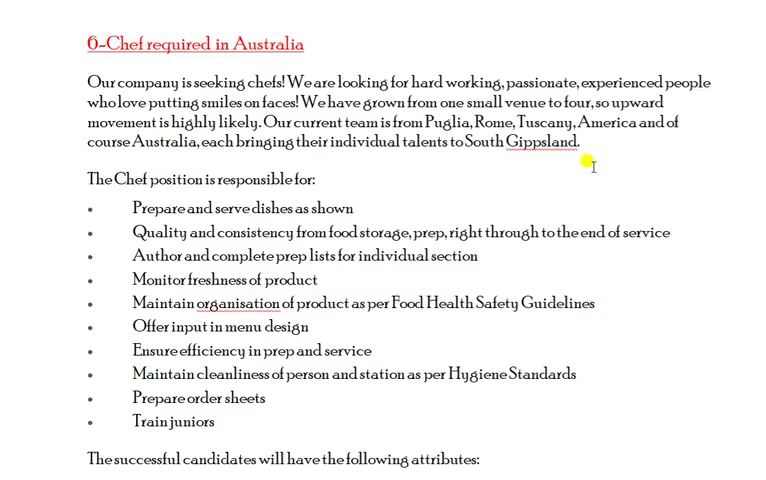 6-Chef required in Australia
Our company is seeking chefs! We are looking for hard working, passionate, experienced people
who love putting smiles on faces! We have grown from one small venue to four, so upward
movement is highly likely. Our current team is from Puglia, Rome, Tuscany, America and of
course Australia, each bringing their individual talents to South Gippsland.
The Chef position is responsible for:
• Prepare and serve dishes as shown
• Quality and consistency from food storage, prep, right through to the end of service
• Author and complete prep lists for individual section
• Monitor freshness of product
• Maintain organisation of product as per Food Health Safety Guidelines
• Offer input in menu design
• Ensure efficiency in prep and service
• Maintain cleanliness of person and station as per Hygiene Standards
• Prepare order sheets
• Train juniors
The successful candidates will have the following attributes: